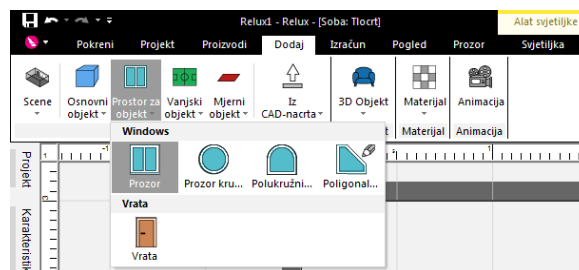 Relux1 - Relux - [Soba: Tlocrt]
Alat svjetiljke
Pokreni Projekt Proizvodi Dodaj Izračun Pogled Prozor Svjetiljka
Scene Osnovni objekt Prostor za objekt Vanjski objekt Mjerni objekt Iz CAD-nacrta 3D Objekt Materijal Animacija
t Materijal Animacija
Windows
Prozor Prozor kru... Polukružni... Poligonal...
Vrata
Vrata
Projekt
Karakteristik